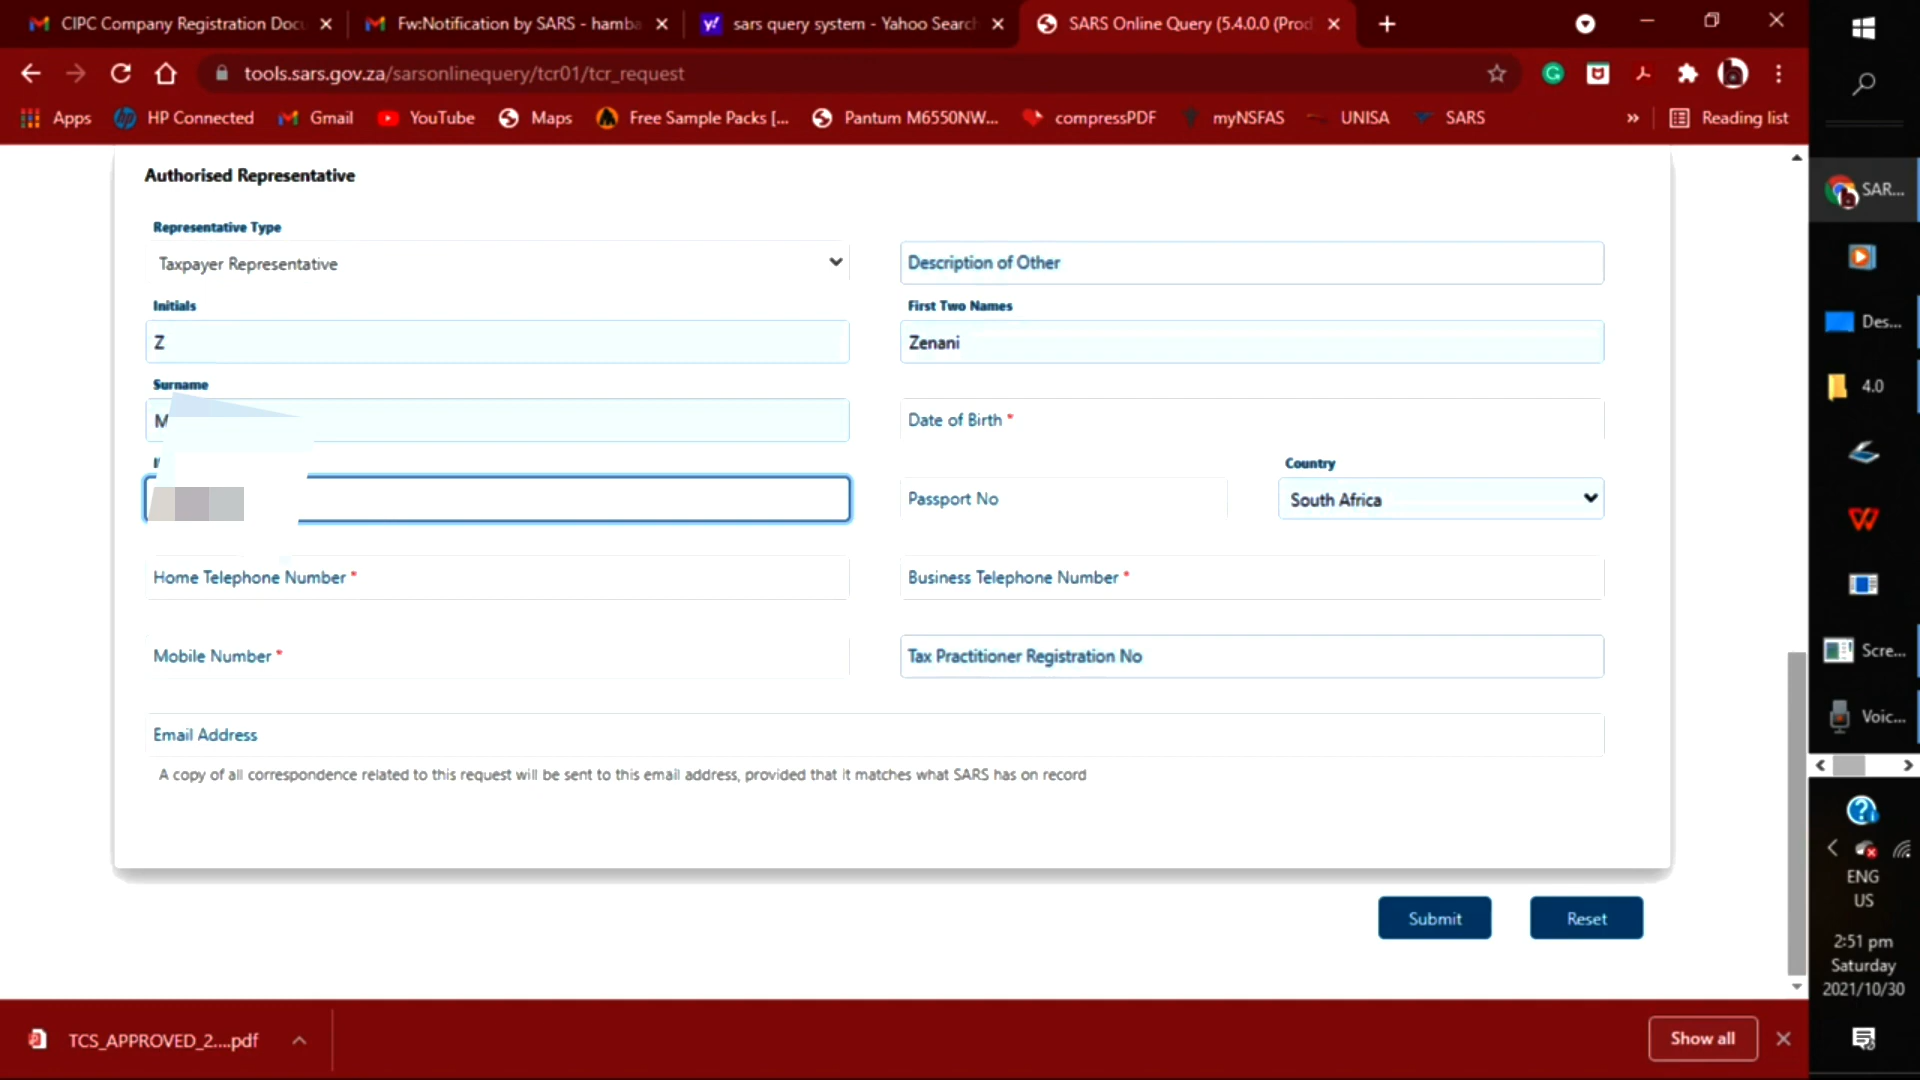 CIPC Company Registration Docu
Fw:Notification by SARS - hamba
sars query system - Yahoo Search
SARS Online Query (5.4.0.0 (Prod
tools.sars.gov.za/sarsonlinequery/tcr01/tcr_request
Apps
HP Connected
Gmail
YouTube
Maps
Free Sample Packs [...
Pantum M6550NW...
compressPDF
myNSFAS
UNISA
SARS
»
Reading list
Authorised Representative
Representative Type
Taxpayer Representative
Description of Other
Initials
First Two Names
Z
Zenani
Surname
M
Date of Birth *
Country
Passport No
South Africa
Home Telephone Number *
Business Telephone Number *
Mobile Number *
Tax Practitioner Registration No
Email Address
A copy of all correspondence related to this request will be sent to this email address, provided that it matches what SARS has on record
Submit
Reset
TCS_APPROVED_2....pdf
Show all
SAR...
Des...
4.0
Scre...
Voic...
ENG
US
2:51 pm
Saturday
2021/10/30